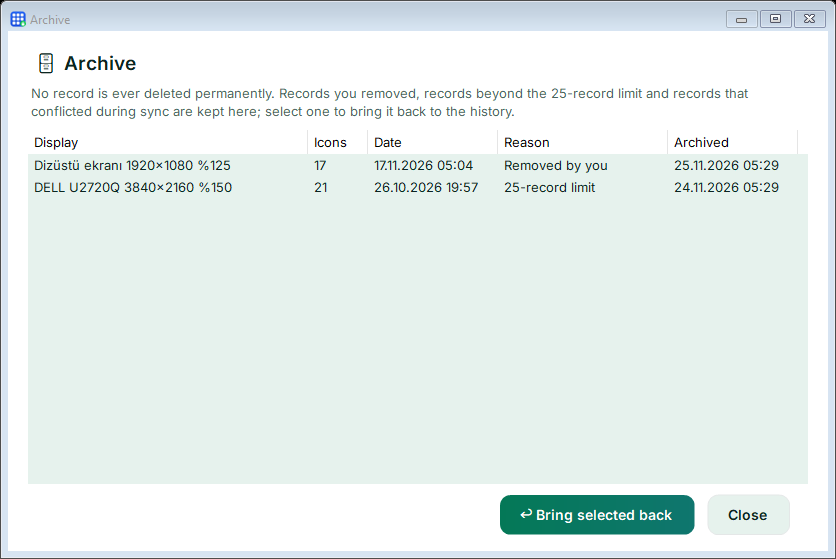 Archive
Archive
No record is ever deleted permanently. Records you removed, records beyond the 25-record limit and records that
conflicted during sync are kept here; select one to bring it back to the history.
Display Icons Date Reason Archived
Dizüstü ekranı 1920×1080 %125 17 17.11.2026 05:04 Removed by you 25.11.2026 05:29
DELL U2720Q 3840×2160 %150 21 26.10.2026 19:57 25-record limit 24.11.2026 05:29
↩ Bring selected back Close